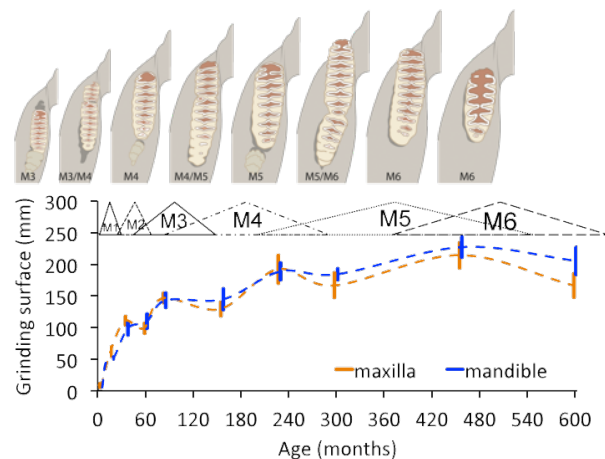 M3 M3/M4 M4 M4/M5 M5 M5/M6 M6 M6
300
M1 M2 M3 M4 M5 M6
250
200
150
100
50
0
Grinding surface (mm)
maxilla mandible
0 60 120 180 240 300 360 420 480 540 600
Age (months)